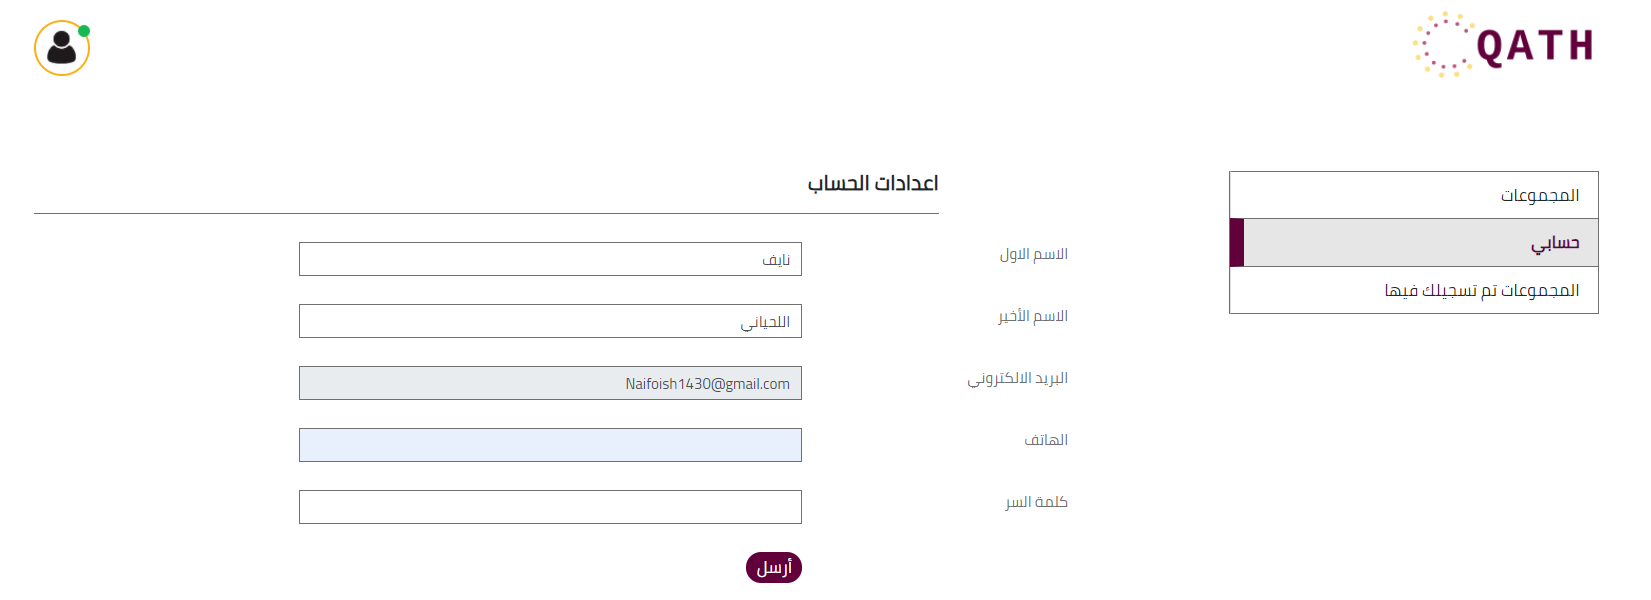 QATH
المجموعات
حسابي
المجموعات تم تسجيلك فيها
اعدادات الحساب
الاسم الاول
نايف
الاسم الأخير
اللحياني
البريد الالكتروني
Naifoish1430@gmail.com
الهاتف
كلمة السر
أرسل